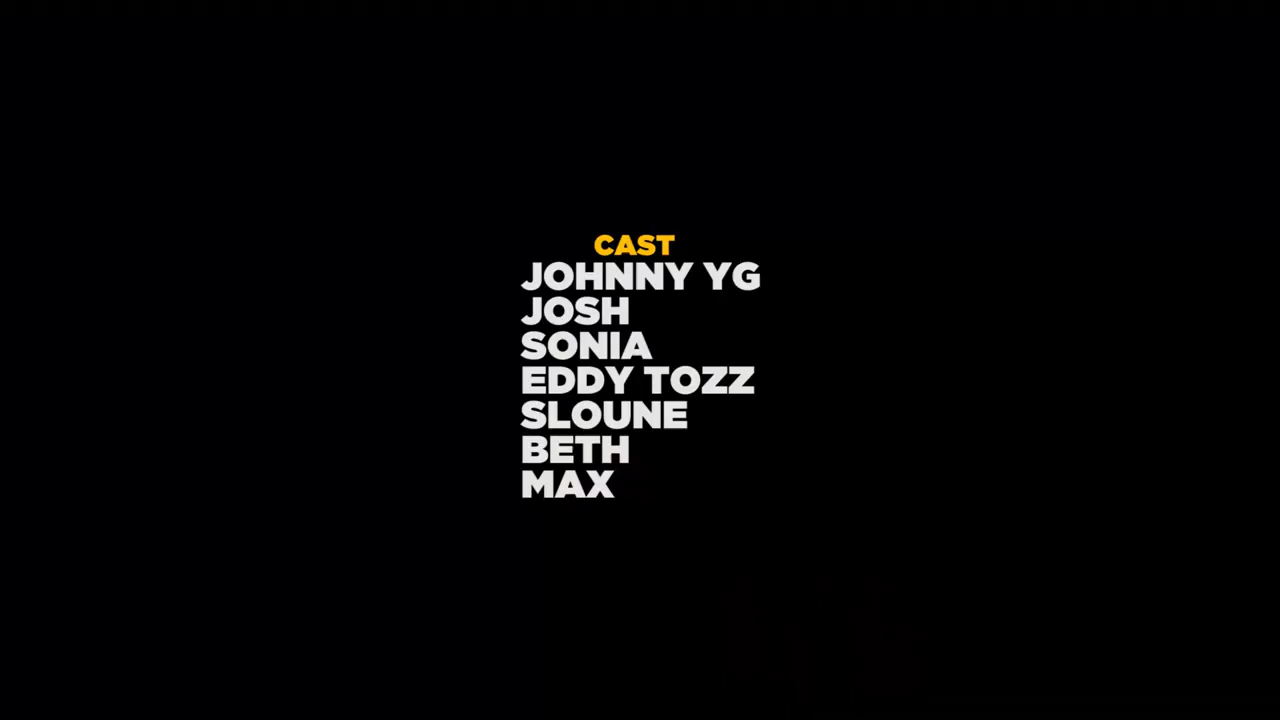 CAST
JOHNNY YG
JOSH
SONIA
EDDY TOZZ
SLOUNE
BETH
MAX